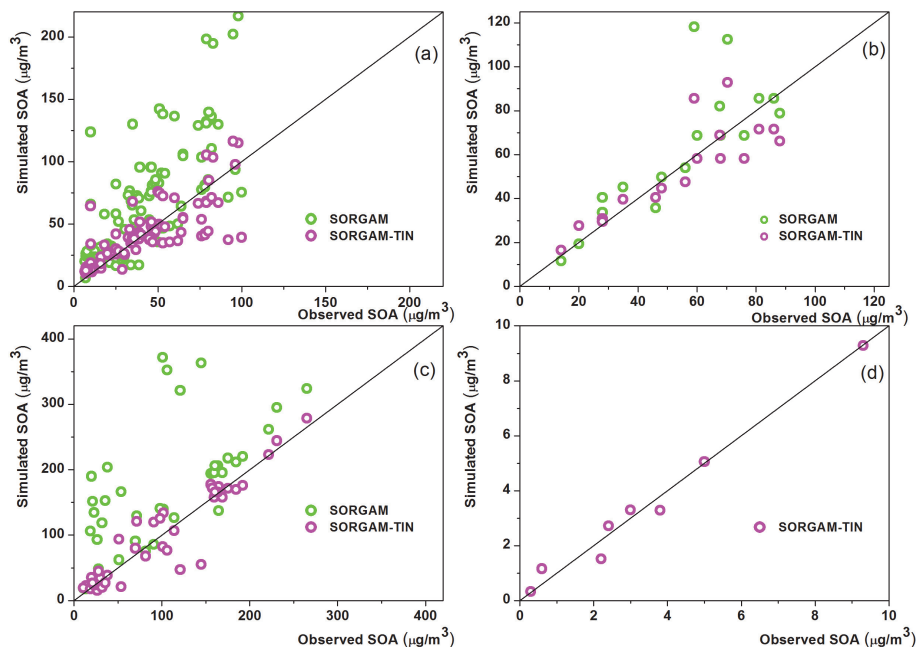 Simulated SOA (μg/m³)
200
150
100
50
0
(a)
SORGAM
SORGAM-TIN
0 50 100 150 200
Observed SOA (μg/m³)
Simulated SOA (μg/m³)
120
100
80
60
40
20
0
(b)
SORGAM
SORGAM-TIN
0 20 40 60 80 100 120
Observed SOA (μg/m³)
Simulated SOA (μg/m³)
400
300
200
100
0
(c)
SORGAM
SORGAM-TIN
0 100 200 300 400
Observed SOA (μg/m³)
Simulated SOA (μg/m³)
10
8
6
4
2
0
(d)
SORGAM-TIN
0 2 4 6 8 10
Observed SOA (μg/m³)